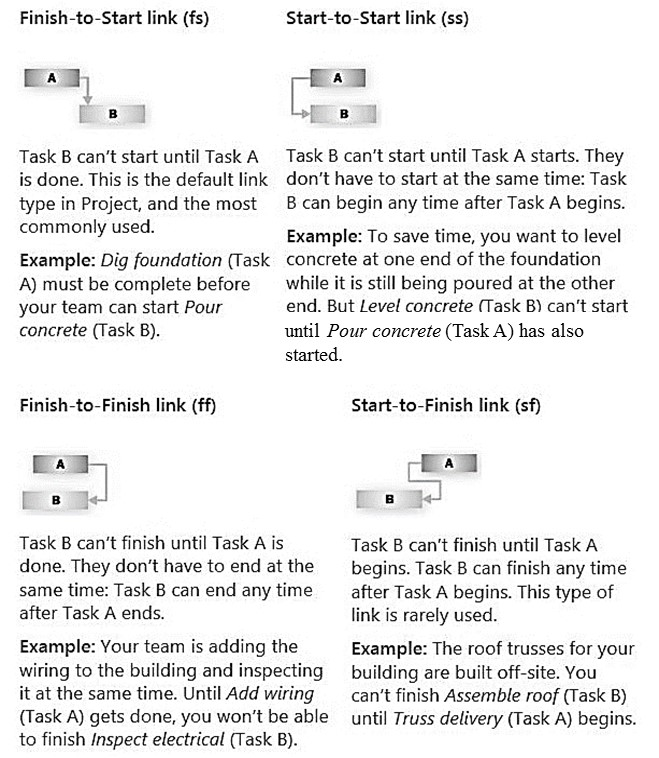 Finish-to-Start link (fs)
A
B
Task B can't start until Task A
is done. This is the default link
type in Project, and the most
commonly used.
Example: Dig foundation (Task
A) must be complete before
your team can start Pour
concrete (Task B).
Start-to-Start link (ss)
A
B
Task B can't start until Task A starts. They
don't have to start at the same time: Task
B can begin any time after Task A begins.
Example: To save time, you want to level
concrete at one end of the foundation
while it is still being poured at the other
end. But Level concrete (Task B) can't start
until Pour concrete (Task A) has also
started.
Finish-to-Finish link (ff)
A
B
Task B can't finish until Task A is
done. They don't have to end at the
same time: Task B can end any time
after Task A ends.
Example: Your team is adding the
wiring to the building and inspecting
it at the same time. Until Add wiring
(Task A) gets done, you won't be able
to finish Inspect electrical (Task B).
Start-to-Finish link (sf)
A
B
Task B can't finish until Task A
begins. Task B can finish any time
after Task A begins. This type of
link is rarely used.
Example: The roof trusses for your
building are built off-site. You
can't finish Assemble roof (Task B)
until Truss delivery (Task A) begins.